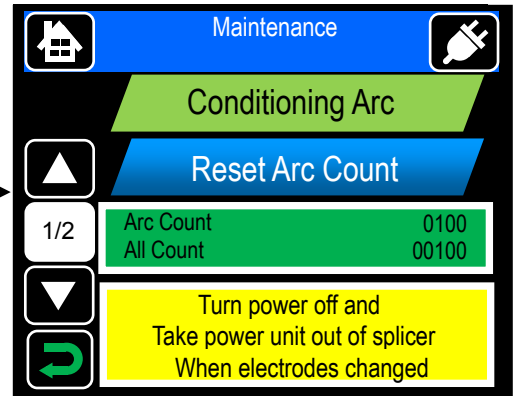 Maintenance
Conditioning Arc
Reset Arc Count
1/2
Arc Count 0100
All Count 00100
Turn power off and
Take power unit out of splicer
When electrodes changed